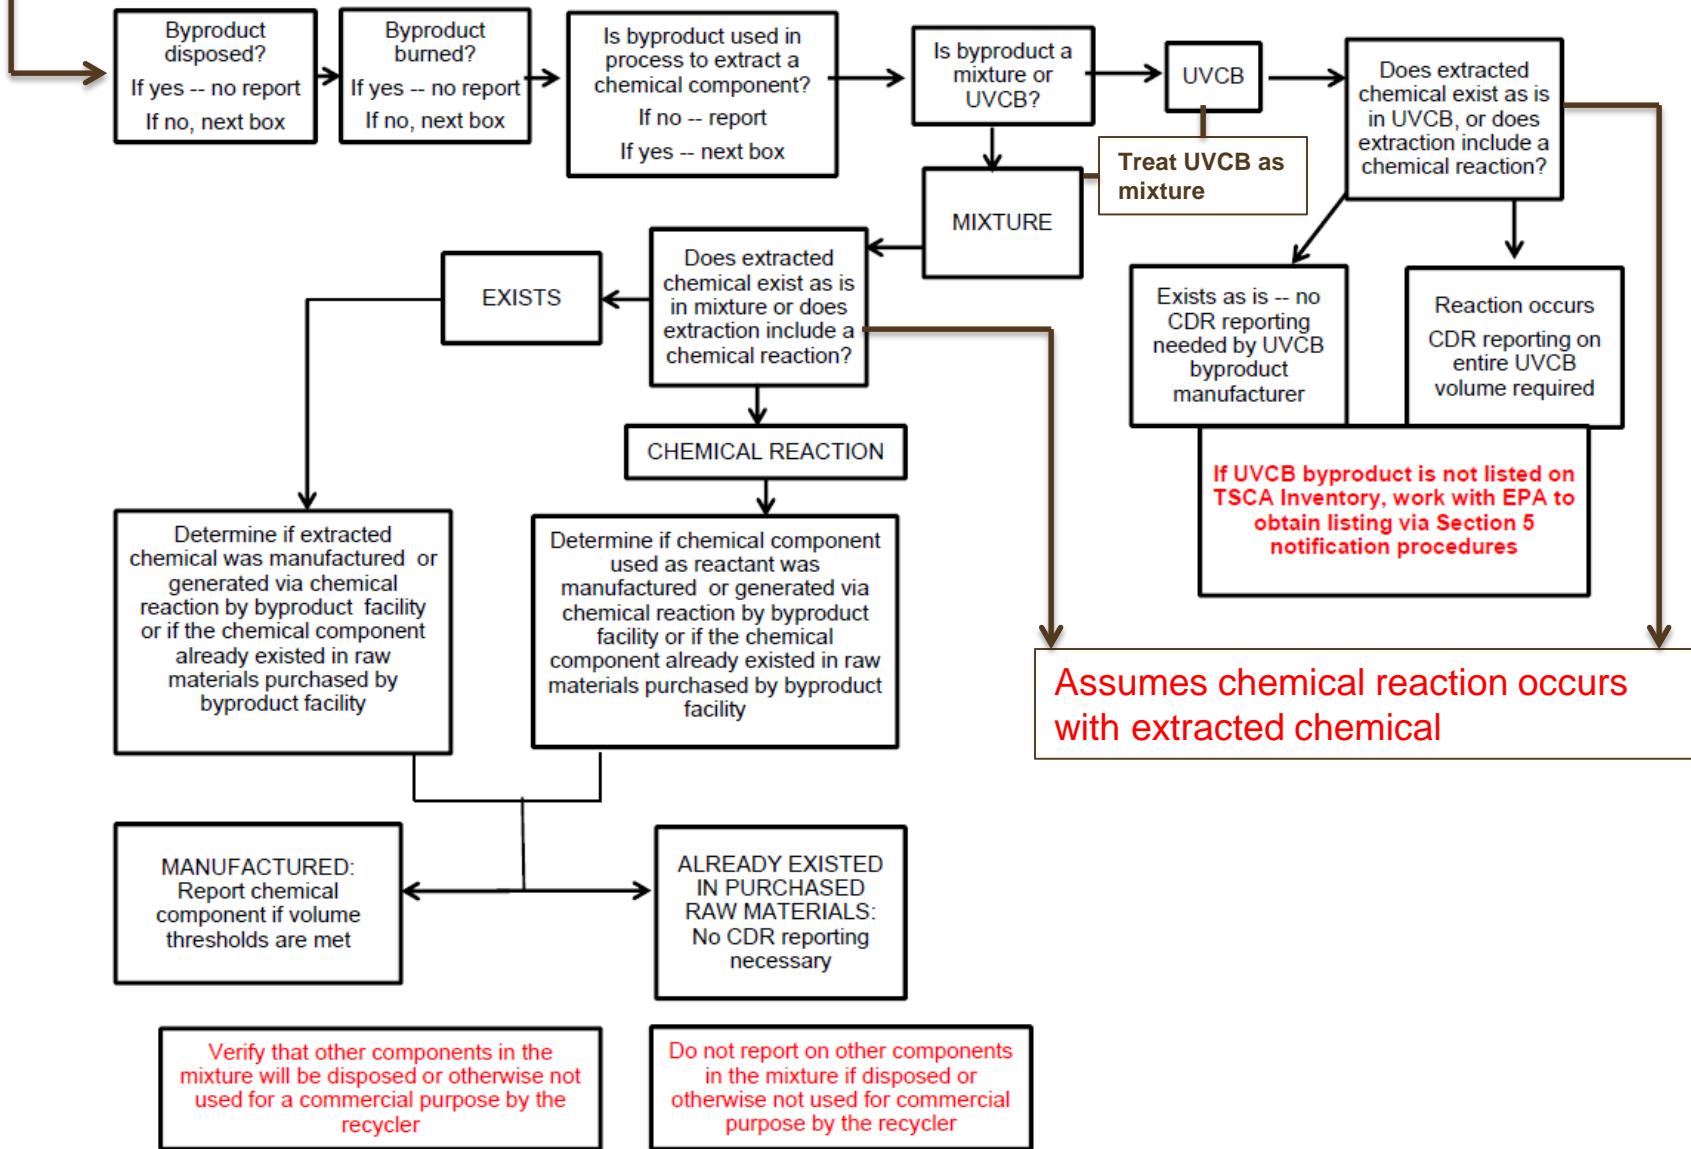 Byproduct
disposed?
If yes -- no report
If no, next box
Byproduct
burned?
If yes -- no report
If no, next box
Is byproduct used in
process to extract a
chemical component?
If no -- report
If yes -- next box
Is byproduct a
mixture or
UVCB?
UVCB
Does extracted
chemical exist as is
in UVCB, or does
extraction include a
chemical reaction?
Treat UVCB as
mixture
MIXTURE
Does extracted
chemical exist as is
in mixture or does
extraction include a
chemical reaction?
EXISTS
Exists as is -- no
CDR reporting
needed by UVCB
byproduct
manufacturer
Reaction occurs
CDR reporting on
entire UVCB
volume required
CHEMICAL REACTION
If UVCB byproduct is not listed on
TSCA Inventory, work with EPA to
obtain listing via Section 5
notification procedures
Determine if extracted
chemical was manufactured or
generated via chemical
reaction by byproduct facility
or if the chemical component
already existed in raw
materials purchased by
byproduct facility
Determine if chemical component
used as reactant was
manufactured or generated via
chemical reaction by byproduct
facility or if the chemical
component already existed in raw
materials purchased by byproduct
facility
Assumes chemical reaction occurs
with extracted chemical
MANUFACTURED:
Report chemical
component if volume
thresholds are met
ALREADY EXISTED
IN PURCHASED
RAW MATERIALS:
No CDR reporting
necessary
Verify that other components in the
mixture will be disposed or otherwise not
used for a commercial purpose by the
recycler
Do not report on other components
in the mixture if disposed or
otherwise not used for commercial
purpose by the recycler